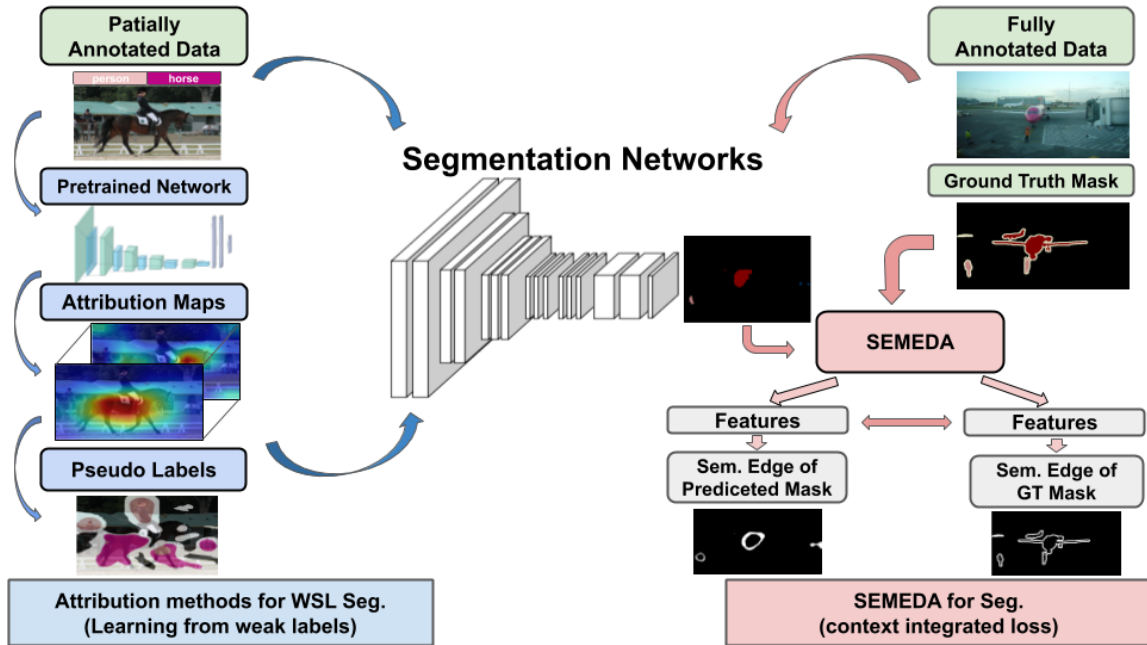 Patially
Annotated Data
person horse
Pretrained Network
Attribution Maps
Pseudo Labels
Attribution methods for WSL Seg.
(Learning from weak labels)
Segmentation Networks
Fully
Annotated Data
Ground Truth Mask
SEMEDA
Features
Features
Sem. Edge of
Prediceted Mask
Sem. Edge of
GT Mask
SEMEDA for Seg.
(context integrated loss)